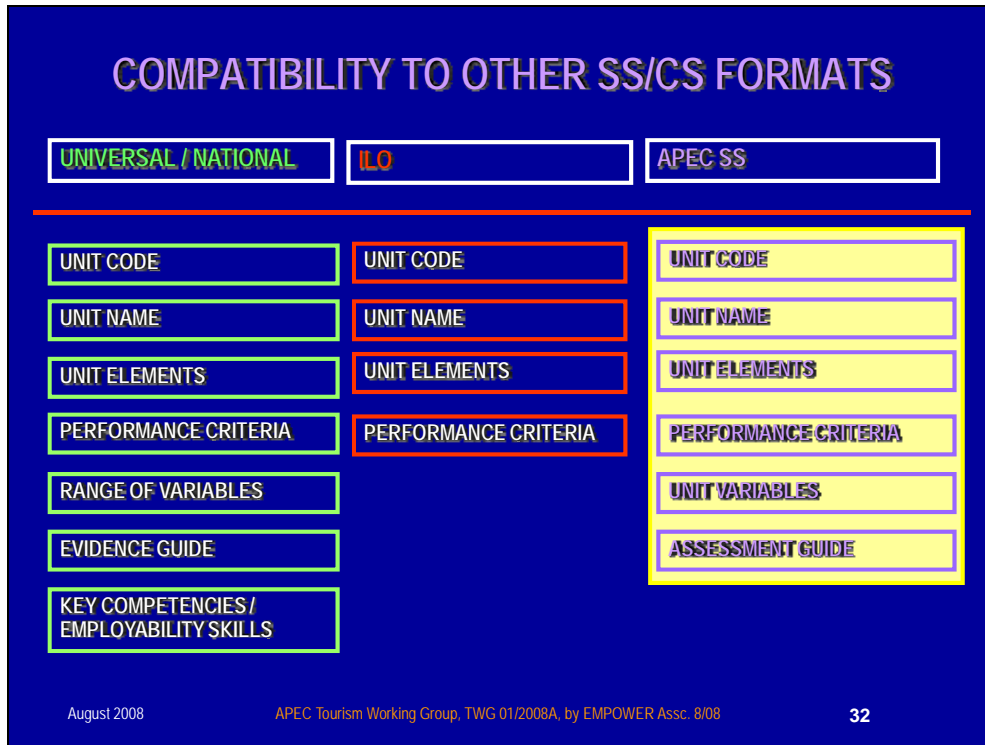 COMPATIBILITY TO OTHER SS/CS FORMATS
UNIVERSAL / NATIONAL
ILO
APEC SS
UNIT CODE
UNIT CODE
UNIT CODE
UNIT NAME
UNIT NAME
UNIT NAME
UNIT ELEMENTS
UNIT ELEMENTS
UNIT ELEMENTS
PERFORMANCE CRITERIA
PERFORMANCE CRITERIA
PERFORMANCE CRITERIA
RANGE OF VARIABLES
UNIT VARIABLES
EVIDENCE GUIDE
ASSESSMENT GUIDE
KEY COMPETENCIES /
EMPLOYABILITY SKILLS
August 2008
APEC Tourism Working Group, TWG 01/2008A, by EMPOWER Assc. 8/08
32